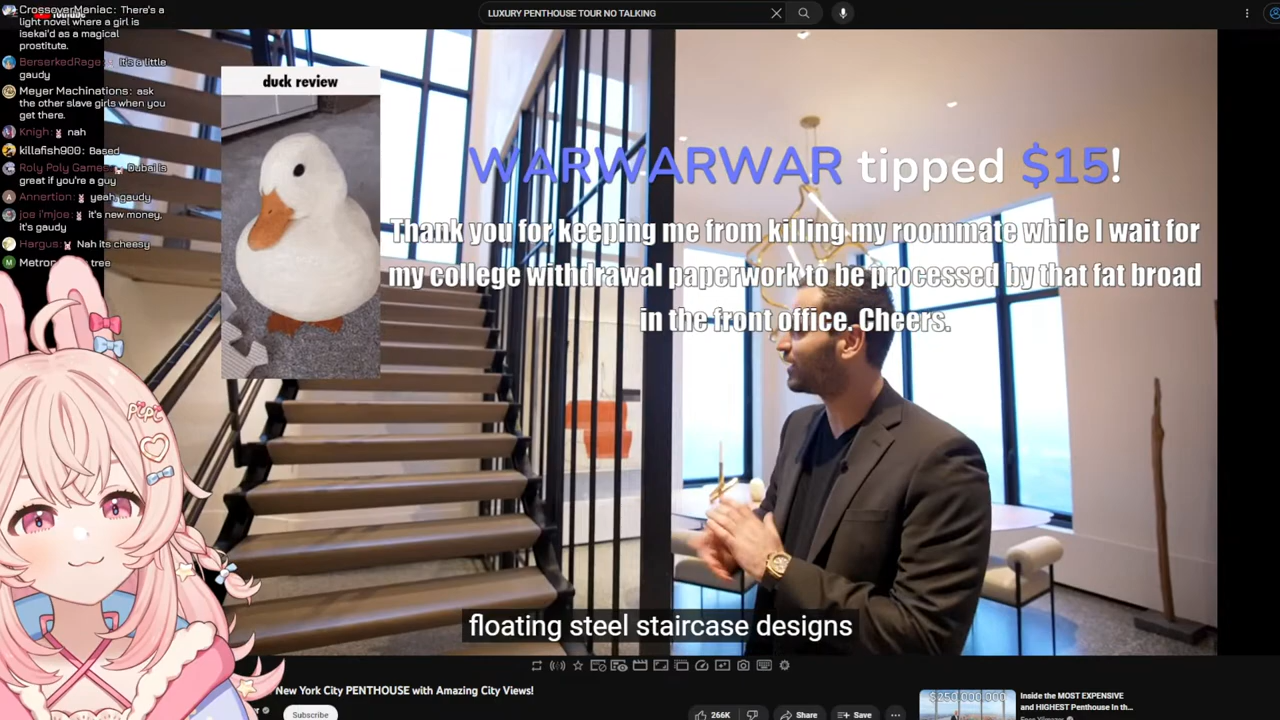 CrossoverManiac: There's a
light novel where a girl is
isekai'd as a magical
prostitute.
BerserkedRage: It's a little
gaudy
Meyer Machinations: ask
the other slave girls when you
get there.
Knigh: nah
killafish900: Based
Roly Poly Games: Dubai is
great if you're a guy
Annertion: yeah, gaudy
joe i'mjoe: it's new money,
it's gaudy
Hargus: Nah its cheesy
tree
LUXURY PENTHOUSE TOUR NO TALKING
duck review
WARWARWAR tipped $15!
Thank you for keeping me from killing my roommate while I wait for
my college withdrawal paperwork to be processed by that fat broad
in the front office. Cheers.
PiPi
floating steel staircase designs
New York City PENTHOUSE with Amazing City Views!
Subscribe
266K
Share
Save
$250,000,000
Inside the MOST EXPENSIVE
and HIGHEST Penthouse In th...